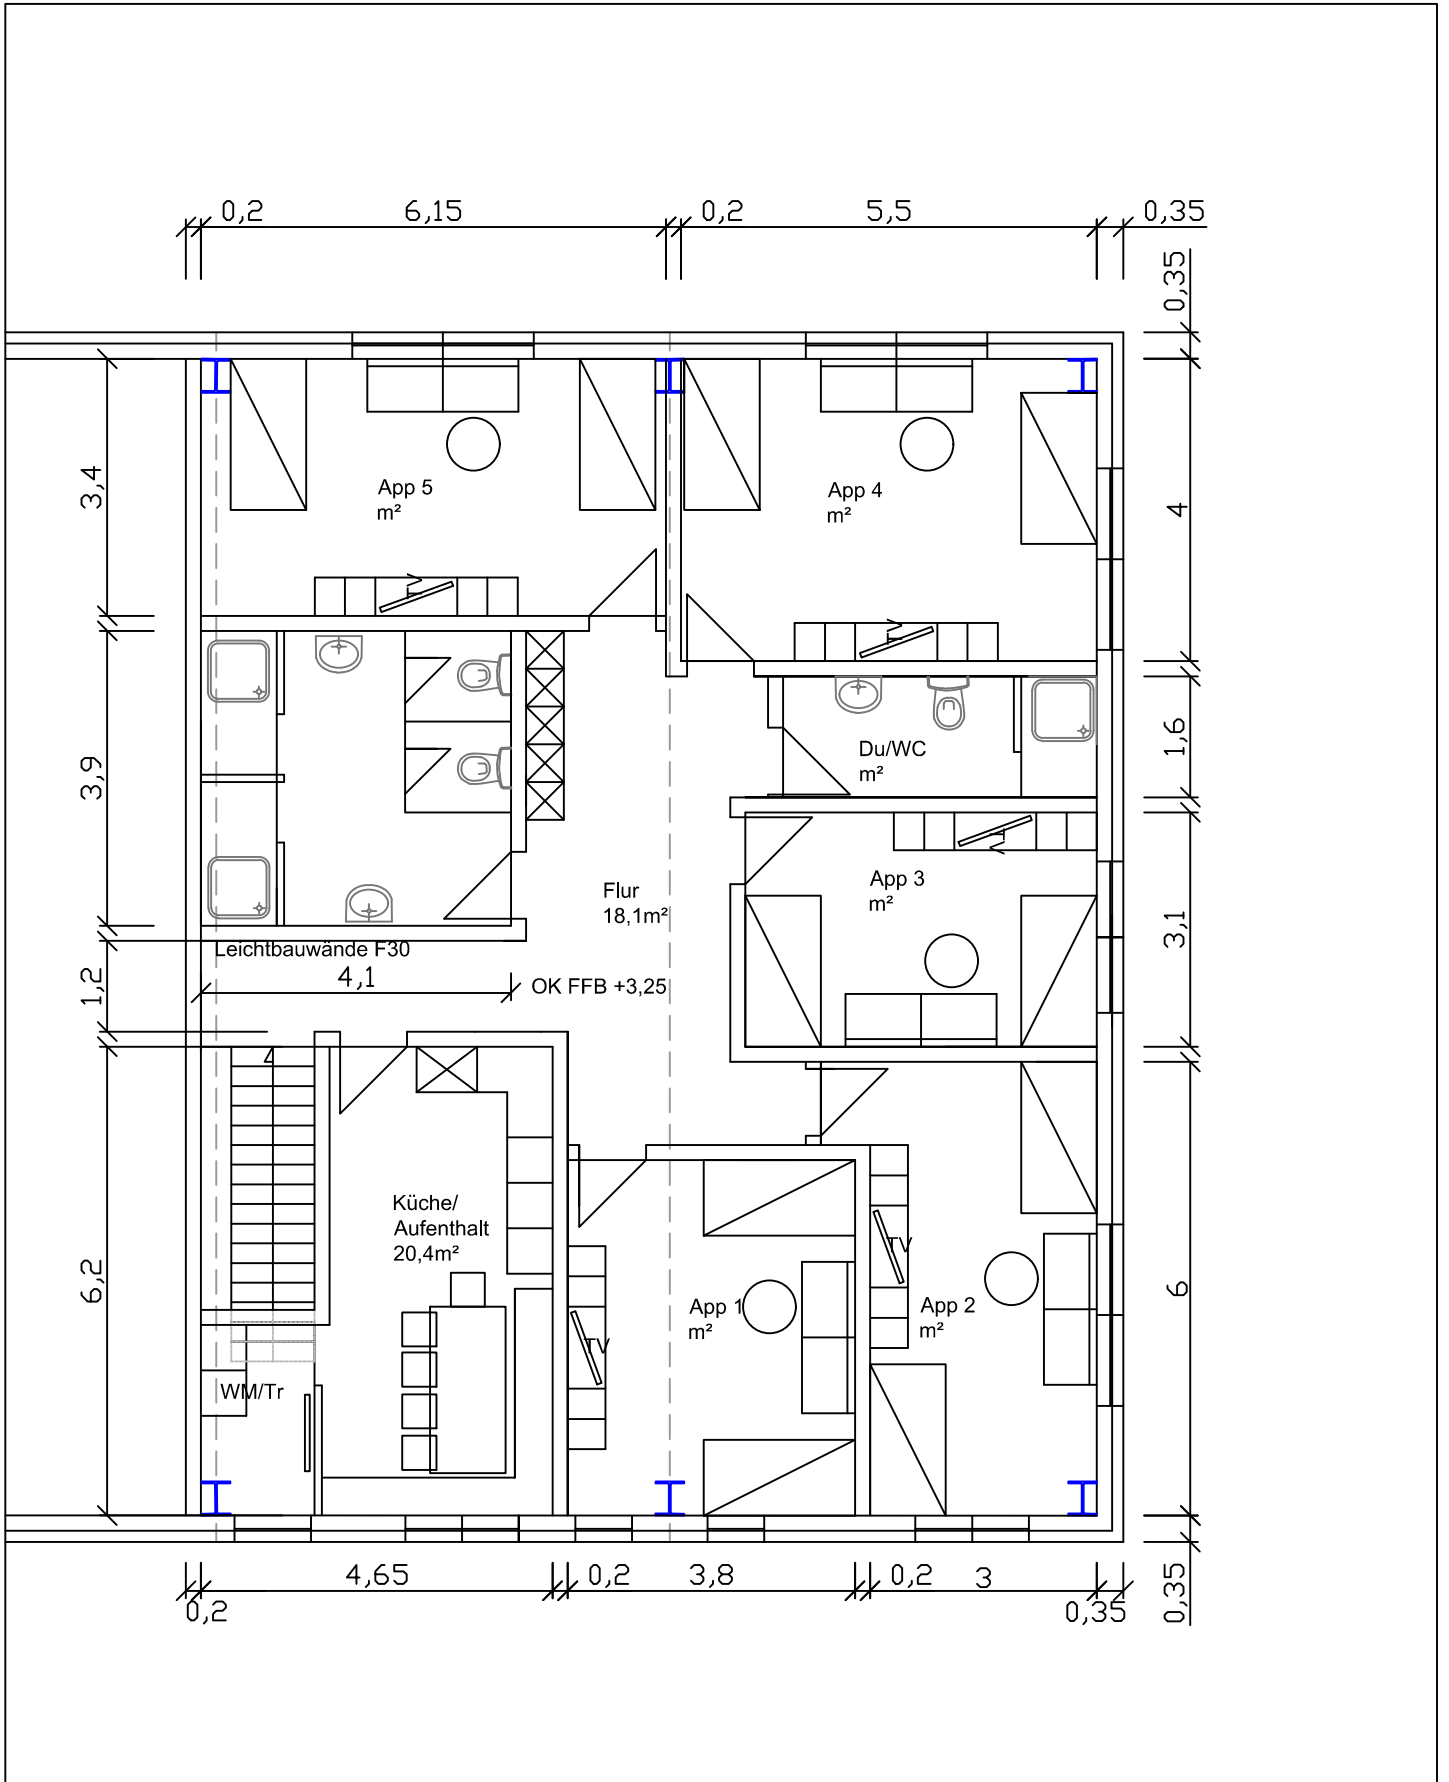 0,2
6,15
0,2
5,5
0,35
0,35
3,4
App 5
m²
App 4
m²
4
TV
TV
3,9
Du/WC
m²
1,6
TV
App 3
m²
Flur
18,1m²
3,1
Leichtbauwände F30
4,1
OK FFB +3,25
1,2
Küche/
Aufenthalt
20,4m²
6,2
TV
App 1
m²
TV
App 2
m²
6
WM/Tr
4,65
0,2
3,8
0,2
3
0,2
0,35
0,35